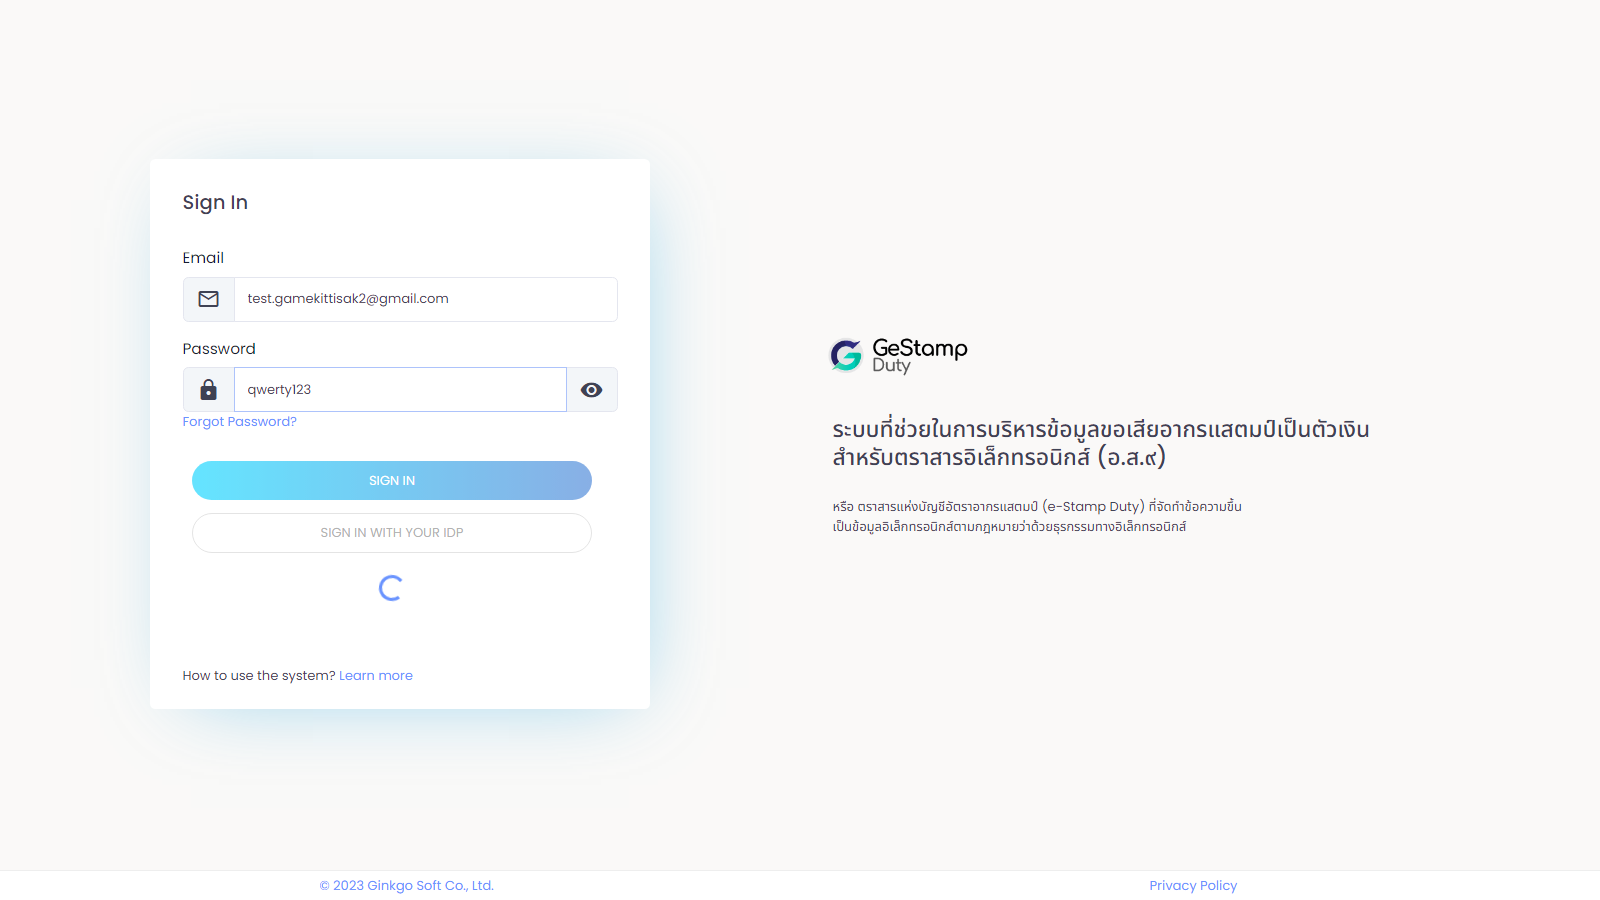 Sign In
Email
test.gamekittisak2@gmail.com
Password
qwerty123
Forgot Password?
SIGN IN
SIGN IN WITH YOUR IDP
How to use the system? Learn more
GeStamp
Duty
ระบบที่ช่วยในการบริหารข้อมูลขอเสียอากรแสตมป์เป็นตัวเงิน
สำหรับตราสารอิเล็กทรอนิกส์ (อ.ส.๙)
หรือ ตราสารแห่งบัญชีอัตราอากรแสตมป์ (e-Stamp Duty) ที่จัดทำข้อความขึ้น
เป็นข้อมูลอิเล็กทรอนิกส์ตามกฎหมายว่าด้วยธุรกรรมทางอิเล็กทรอนิกส์
© 2023 Ginkgo Soft Co., Ltd.
Privacy Policy